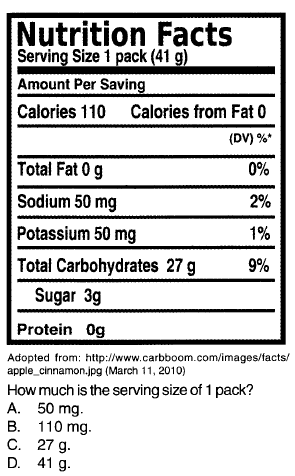 Nutrition Facts
Serving Size 1 pack (41 g)
Amount Per Saving
Calories 110 Calories from Fat 0
(DV) %*
Total Fat 0 g 0%
Sodium 50 mg 2%
Potassium 50 mg 1%
Total Carbohydrates 27 g 9%
Sugar 3g
Protein 0g
Adopted from: http://www.carbboom.com/images/facts/
apple_cinnamon.jpg (March 11, 2010)
How much is the serving size of 1 pack?
A. 50 mg.
B. 110 mg.
C. 27 g.
D. 41 g.